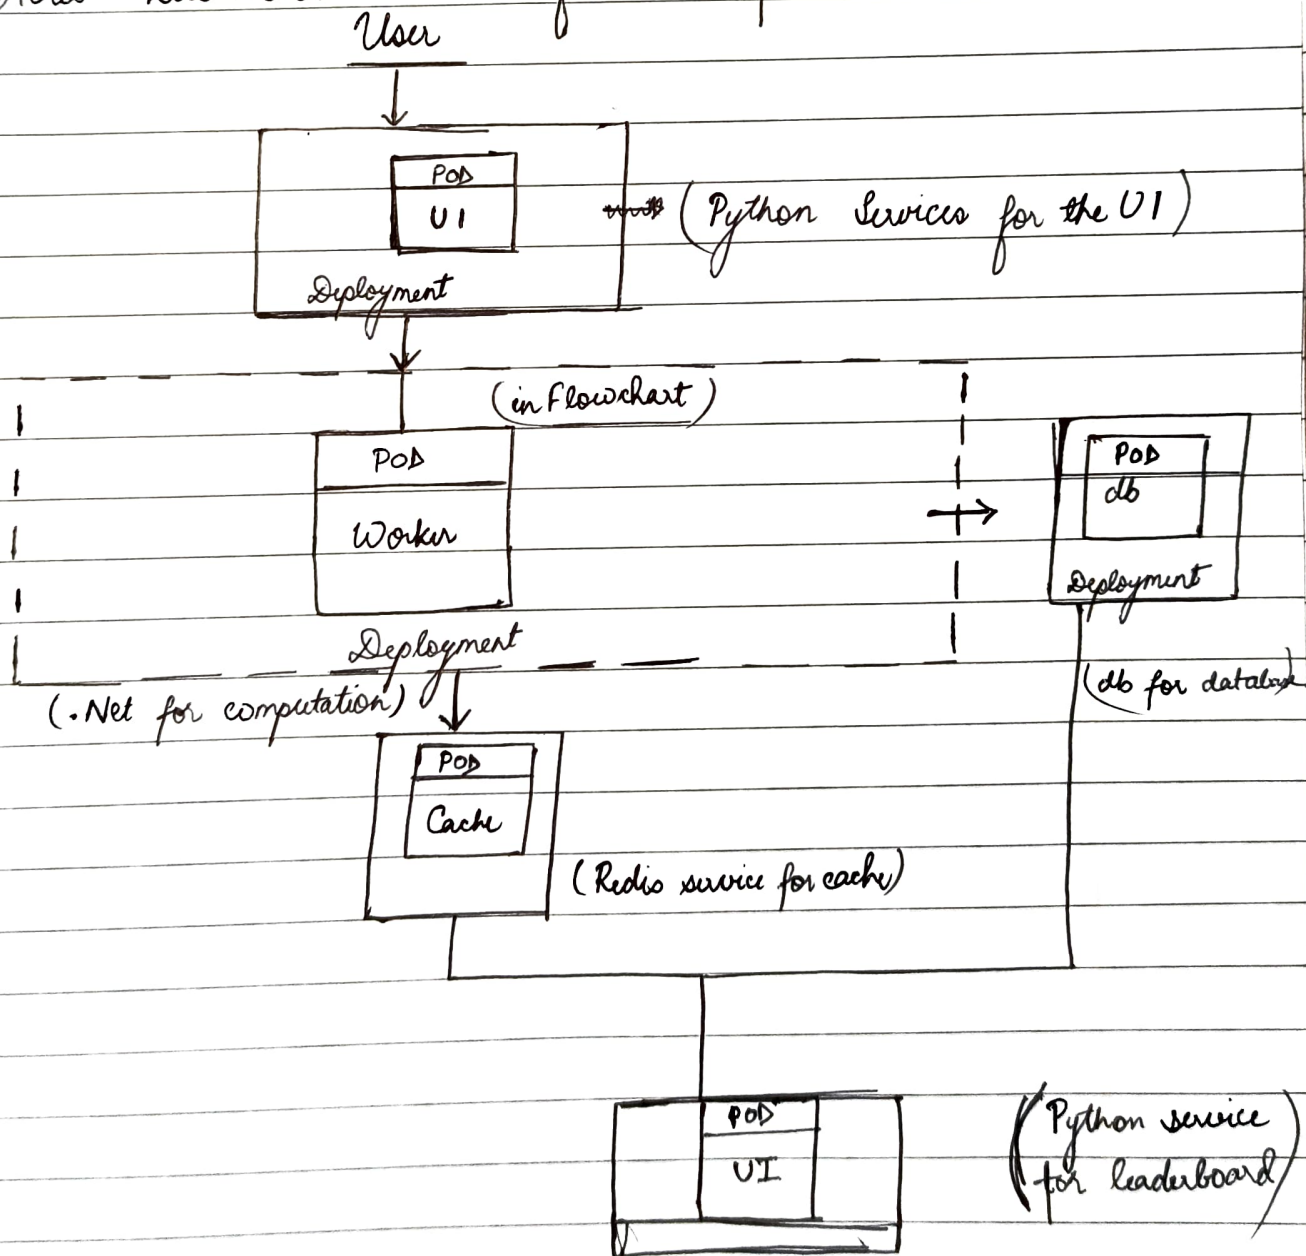 User
POD
UI
(Python Services for the UI)
Deployment
(in Flowchart)
POD
Worker
Deployment
POD
db
Deployment
(.Net for computation)
(db for database)
POD
Cache
(Redis service for cache)
POD
UI
(Python service
for leaderboard)